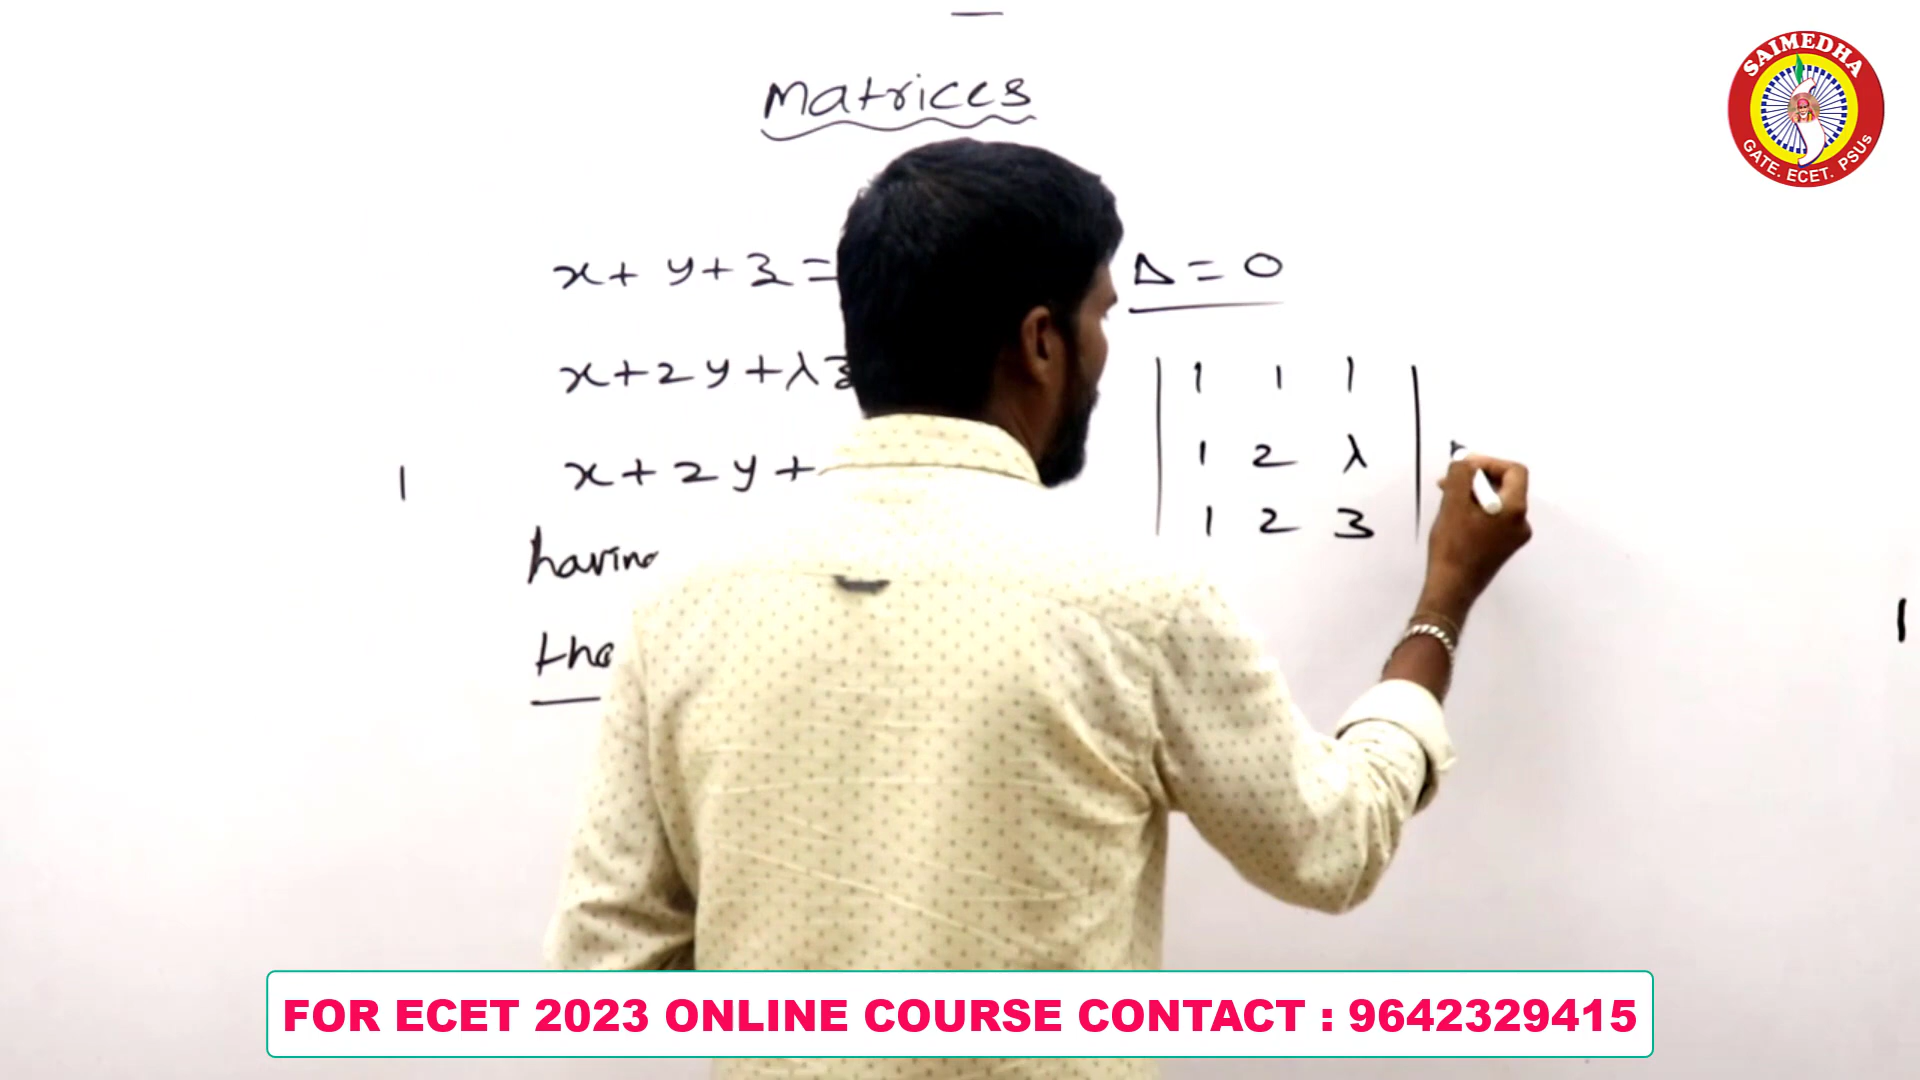 Matrices
x + y + z =
x + 2y + λz
x + 2y +
having
the
Δ = 0
1 1 1
1 2 λ
1 2 3
SAIMEDHA
GATE. ECET. PSUs
FOR ECET 2023 ONLINE COURSE CONTACT : 9642329415